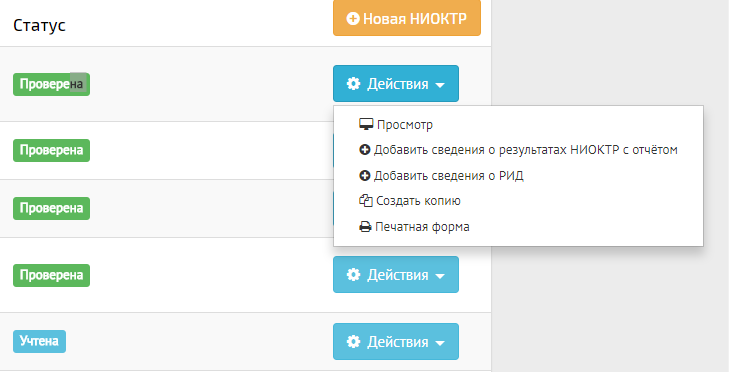 Статус
Новая НИОКТР
Проверена
Действия
Просмотр
Добавить сведения о результатах НИОКТР с отчётом
Проверена
Добавить сведения о РИД
Создать копию
Проверена
Печатная форма
Проверена
Действия
Учтена
Действия